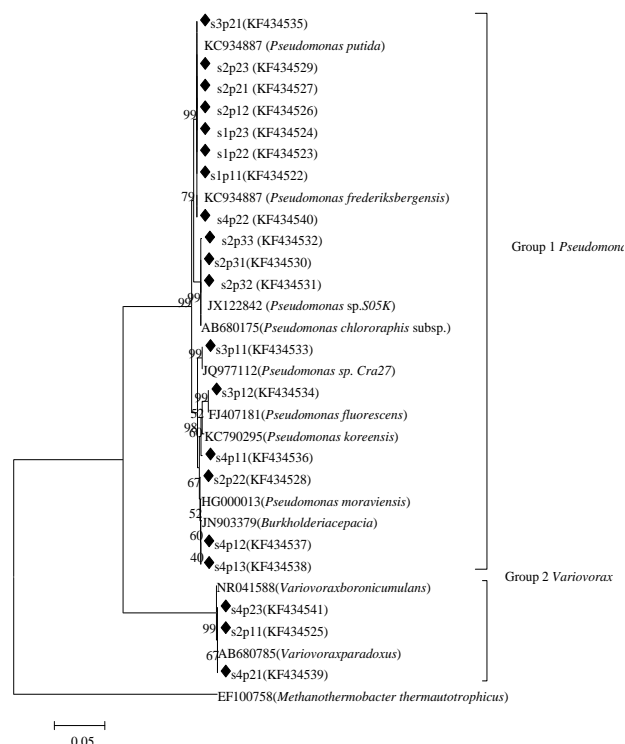 s3p21(KF434535)
KC934887 (Pseudomonas putida)
s2p23 (KF434529)
s2p21 (KF434527)
s2p12 (KF434526)
99
s1p23 (KF434524)
s1p22 (KF434523)
s1p11(KF434522)
79
KC934887 (Pseudomonas frederiksbergensis)
s4p22 (KF434540)
s2p33 (KF434532)
Group 1 Pseudomona
s2p31(KF434530)
s2p32 (KF434531)
99
99
JX122842 (Pseudomonas sp.S05K)
AB680175(Pseudomonas chlororaphis subsp.)
s3p11(KF434533)
99
JQ977112(Pseudomonas sp. Cra27)
s3p12(KF434534)
99
52
FJ407181(Pseudomonas fluorescens)
98
60
KC790295(Pseudomonas koreensis)
s4p11(KF434536)
s2p22(KF434528)
67
HG000013(Pseudomonas moraviensis)
52
JN903379(Burkholderiacepacia)
60
s4p12(KF434537)
40
s4p13(KF434538)
Group 2 Variovorax
NR041588(Variovoraxboronicumulans)
s4p23(KF434541)
99
s2p11(KF434525)
67
AB680785(Variovoraxparadoxus)
s4p21(KF434539)
EF100758(Methanothermobacter thermautotrophicus)
0.05